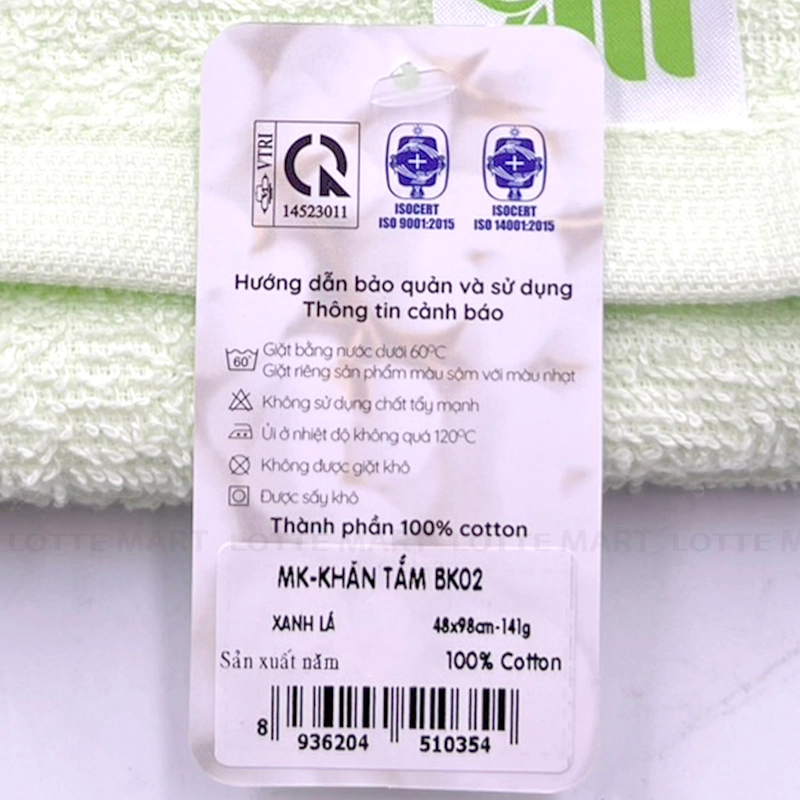 VTRI
14523011
ISOCERT
ISO 9001:2015
ISOCERT
ISO 14001:2015
Hướng dẫn bảo quản và sử dụng
Thông tin cảnh báo
60°
Giặt bằng nước dưới 60ºC
Giặt riêng sản phẩm màu sậm với màu nhạt
Không sử dụng chất tẩy mạnh
Ủi ở nhiệt độ không quá 120ºC
Không được giặt khô
Được sấy khô
Thành phần 100% cotton
LOTTE MART LOTTE MART LOTTE MART LOTTE M
MK-KHĂN TẮM BK02
XANH LÁ 48x98cm-141g
Sản xuất năm 100% Cotton
8 936204 510354